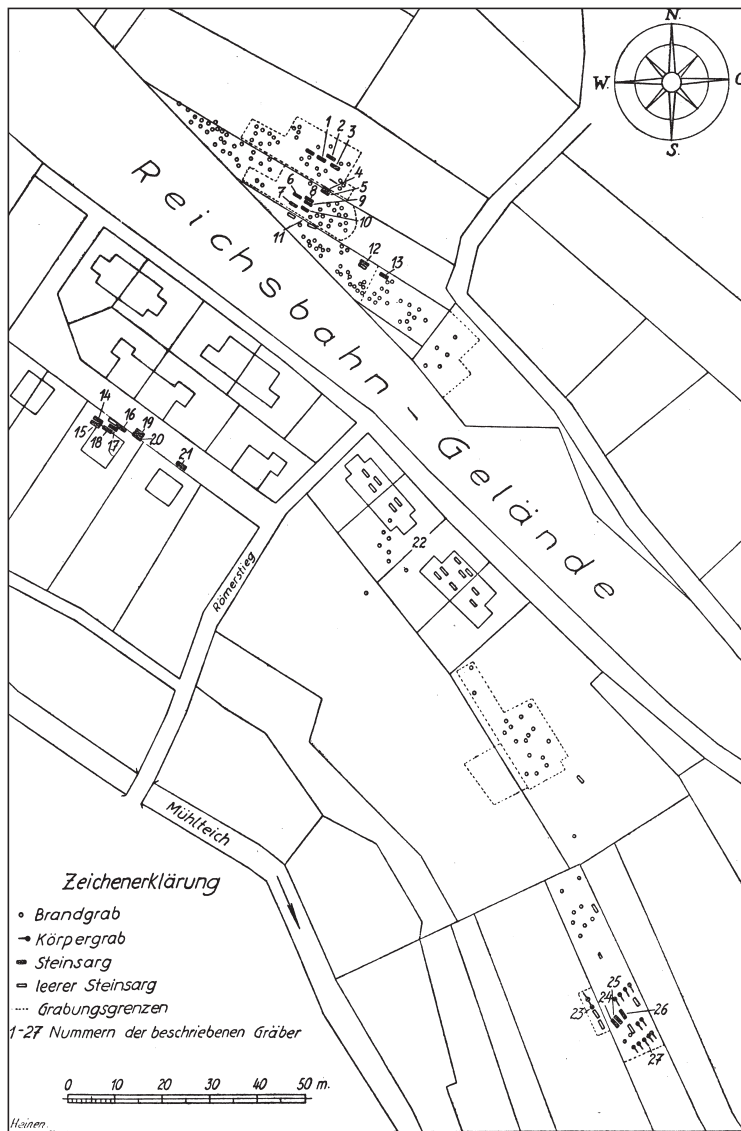 N.
W.
O
S.
1 2 3
4
5
6
7
8
9
10
11
12
13
Reichsbahn - Gelände
14
15
16
17
18
19
20
21
22
Römerstieg
Mühlteich
23
24
25
26
27
Zeichenerklärung
Brandgrab
Körpergrab
Steinsarg
leerer Steinsarg
Grabungsgrenzen
1-27 Nummern der beschriebenen Gräber
0 10 20 30 40 50 m.
Heinen.